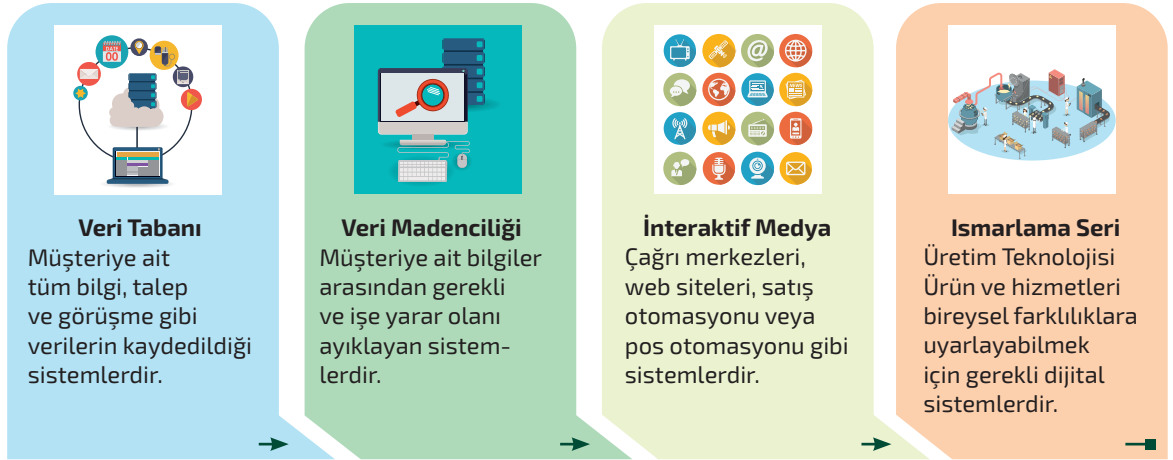 DATE
00
Veri Tabanı
Müşteriye ait
tüm bilgi, talep
ve görüşme gibi
verilerin kaydedildiği
sistemlerdir.
Veri Madenciliği
Müşteriye ait bilgiler
arasından gerekli
ve işe yarar olanı
ayıklayan sistem-
lerdir.
@
İnteraktif Medya
Çağrı merkezleri,
web siteleri, satış
otomasyonu veya
pos otomasyonu gibi
sistemlerdir.
Ismarlama Seri
Üretim Teknolojisi
Ürün ve hizmetleri
bireysel farklılıklara
uyarlayabilmek
için gerekli dijital
sistemlerdir.